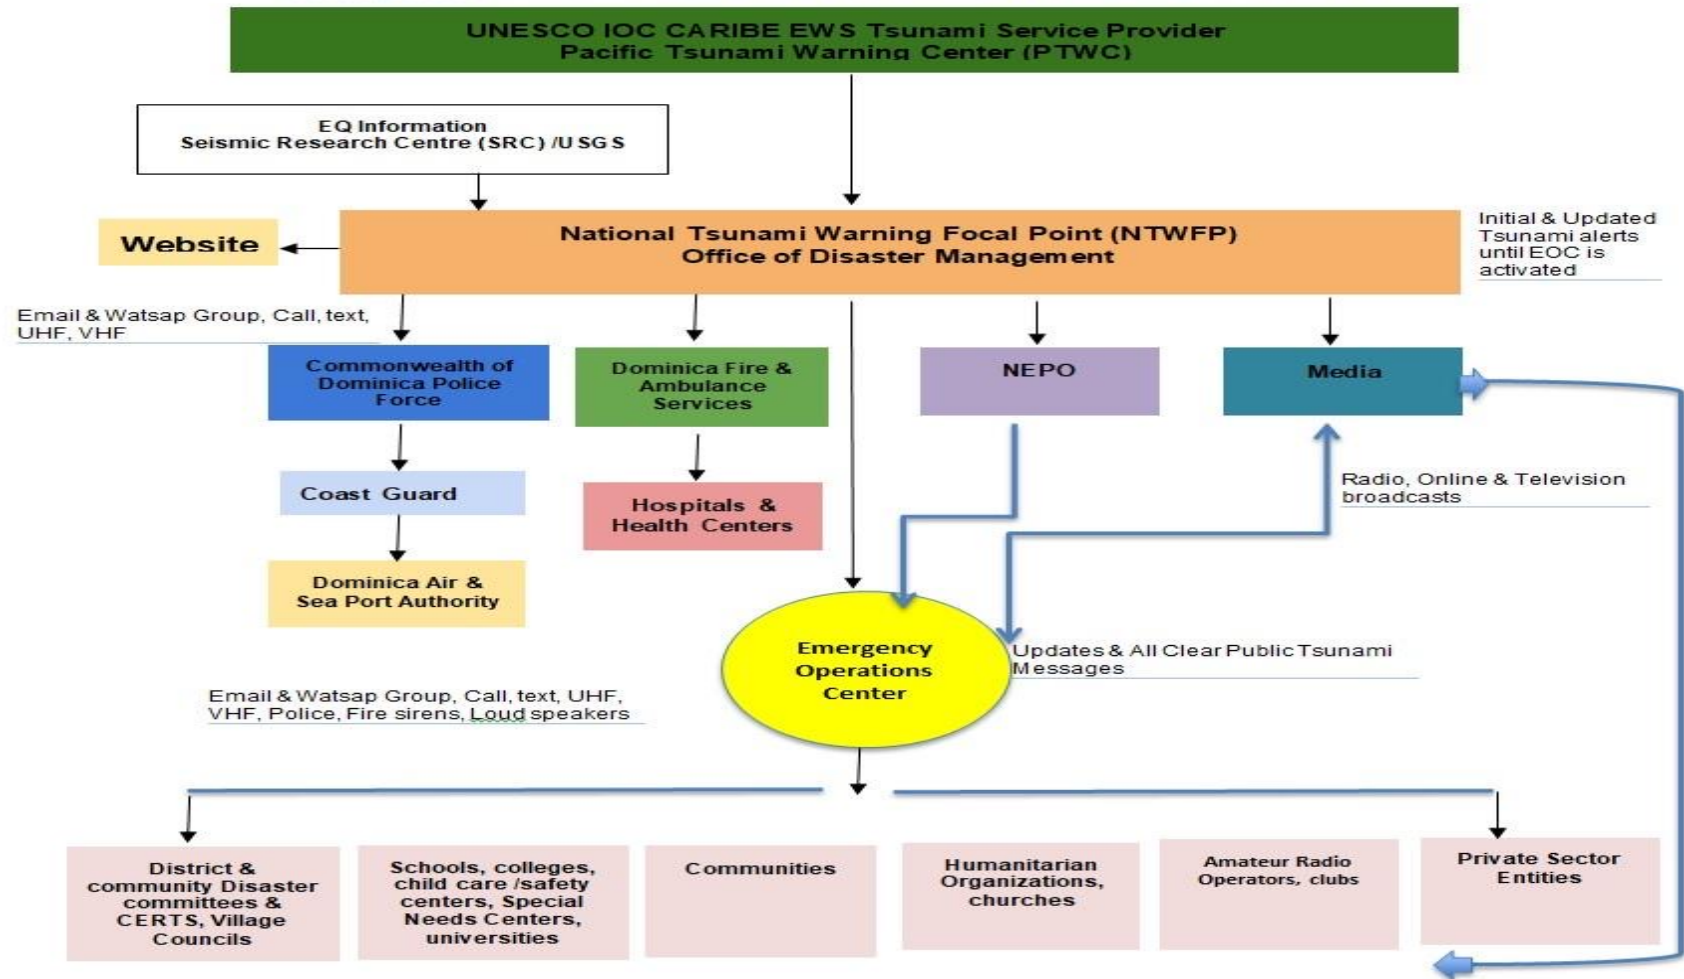 UNESCO IOC CARIBE EWS Tsunami Service Provider
Pacific Tsunami Warning Center (PTWC)
EQ Information
Seismic Research Centre (SRC) /USGS
Website
National Tsunami Warning Focal Point (NTWFP)
Office of Disaster Management
Initial & Updated
Tsunami alerts
until EOC is
activated
Email & Watsap Group, Call, text,
UHF, VHF
Commonwealth of
Dominica Police
Force
Dominica Fire &
Ambulance
Services
NEPO
Media
Coast Guard
Hospitals &
Health Centers
Radio, Online & Television
broadcasts
Dominica Air &
Sea Port Authority
Emergency
Operations
Center
Updates & All Clear Public Tsunami
Messages
Email & Watsap Group, Call, text, UHF,
VHF, Police, Fire sirens, Loud speakers
District &
community Disaster
committees &
CERTS, Village
Councils
Schools, colleges,
child care /safety
centers, Special
Needs Centers,
universities
Communities
Humanitarian
Organizations,
churches
Amateur Radio
Operators, clubs
Private Sector
Entities